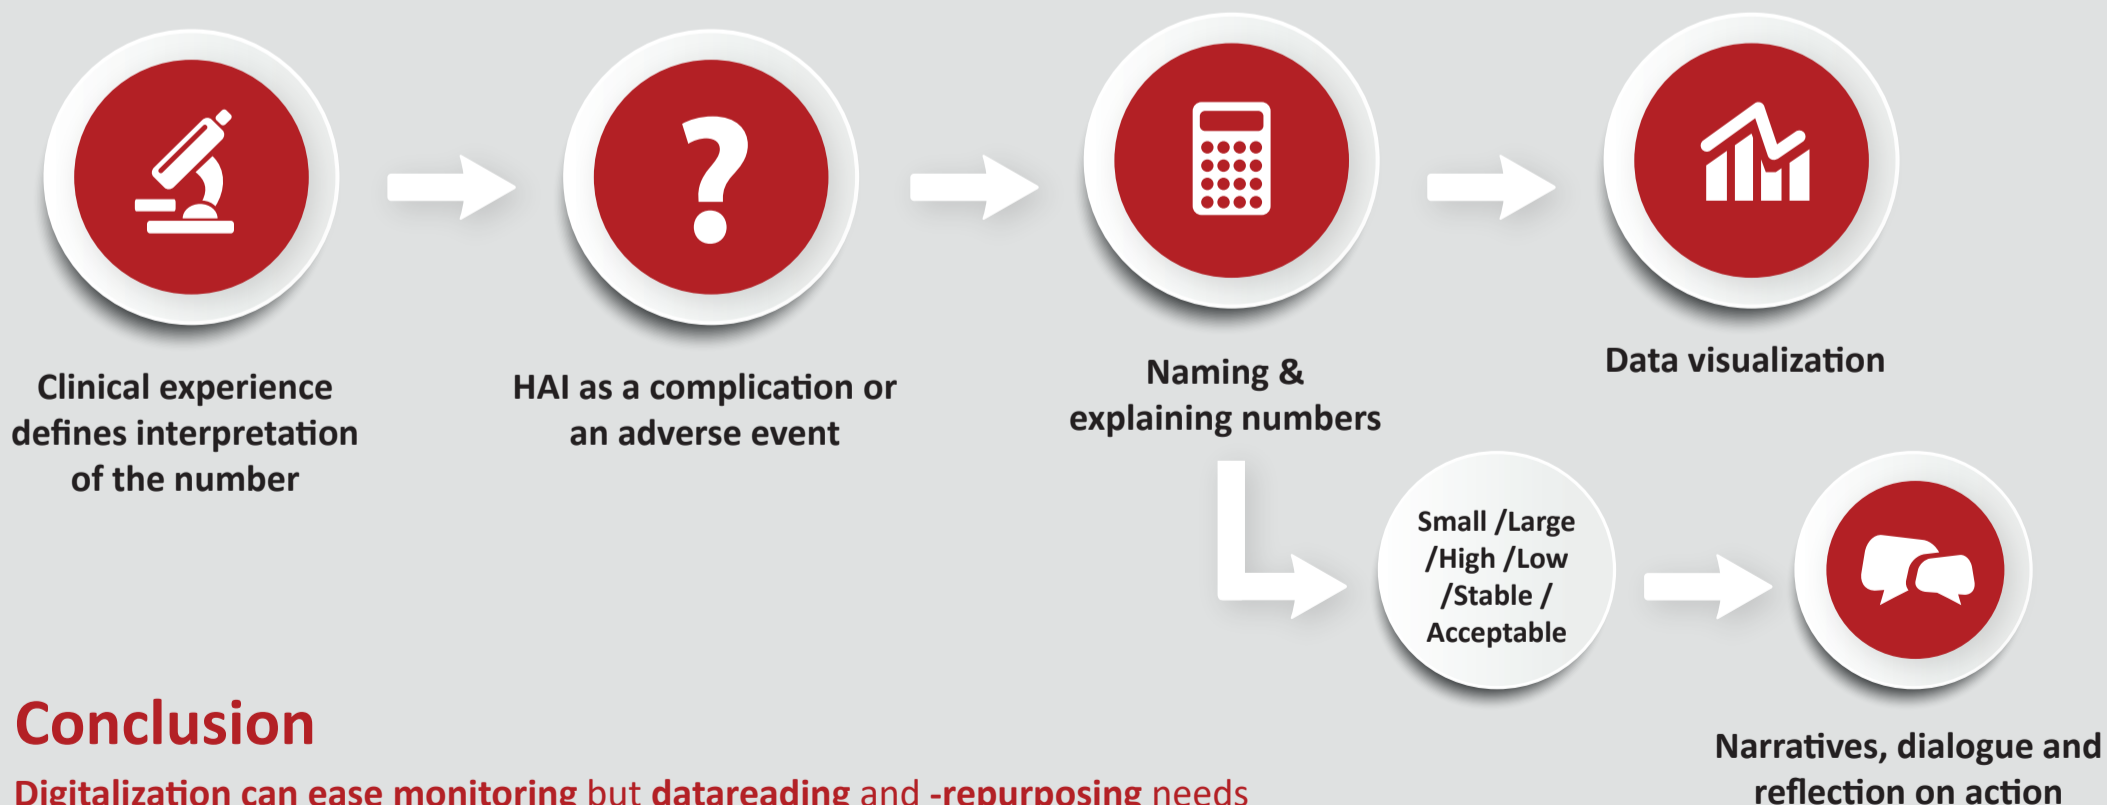 Clinical experience
defines interpretation
of the number
HAI as a complication or
an adverse event
Naming &
explaining numbers
Data visualization
Small /Large
/High /Low
/Stable /
Acceptable
Narratives, dialogue and
reflection on action
Conclusion
Digitalization can ease monitoring but datareading and -repurposing needs